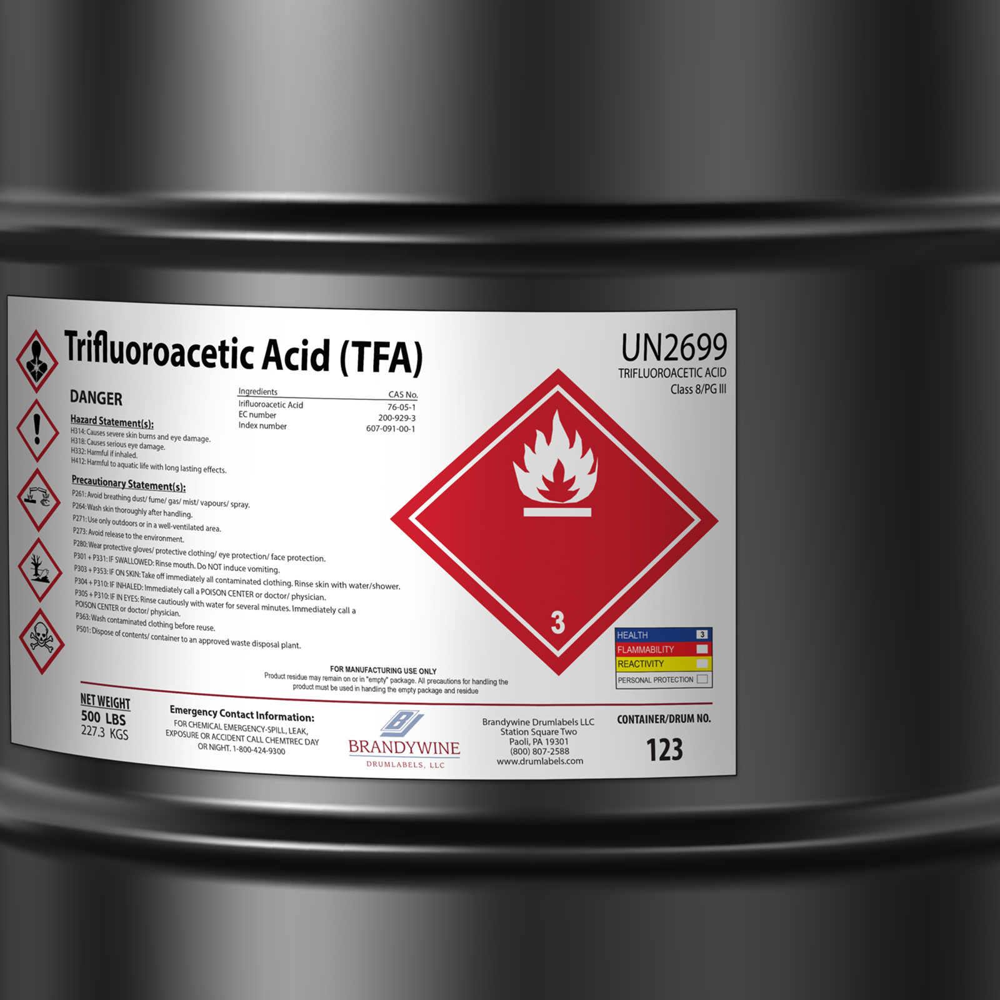 Trifluoroacetic Acid (TFA)
UN2699
TRIFLUOROACETIC ACID
Class 8/PG III
DANGER
Ingredients CAS No.
Irifluoroacetic Acid 76-05-1
EC number 200-929-3
Index number 607-091-00-1
Hazard Statement(s):
H314: Causes severe skin burns and eye damage.
H318: Causes serious eye damage.
H332: Harmful if inhaled.
H412: Harmful to aquatic life with long lasting effects.
Precautionary Statement(s):
P261: Avoid breathing dust/ fume/ gas/ mist/ vapours/ spray.
P264: Wash skin thoroughly after handling.
P271: Use only outdoors or in a well-ventilated area.
P273: Avoid release to the environment.
P280: Wear protective gloves/ protective clothing/ eye protection/ face protection.
P301 + P331: IF SWALLOWED: Rinse mouth. Do NOT induce vomiting.
P303 + P353: IF ON SKIN: Take off immediately all contaminated clothing. Rinse skin with water/shower.
P304 + P310: IF INHALED: Immediately call a POISON CENTER or doctor/ physician.
P305 + P310: IF IN EYES: Rinse cautiously with water for several minutes. Immediately call a
POISON CENTER or doctor/ physician.
P363: Wash contaminated clothing before reuse.
P501: Dispose of contents/ container to an approved waste disposal plant.
3
HEALTH 3
FLAMMABILITY
REACTIVITY
PERSONAL PROTECTION
FOR MANUFACTURING USE ONLY
Product residue may remain on or in "empty" package. All precautions for handling the
product must be used in handling the empty package and residue
NET WEIGHT
500 LBS
227.3 KGS
Emergency Contact Information:
FOR CHEMICAL EMERGENCY-SPILL, LEAK,
EXPOSURE OR ACCIDENT CALL CHEMTREC DAY
OR NIGHT. 1-800-424-9300
B
BRANDYWINE
DRUMLABELS, LLC
Brandywine Drumlabels LLC
Station Square Two
Paoli, PA 19301
(800) 807-2588
www.drumlabels.com
CONTAINER/DRUM NO.
123